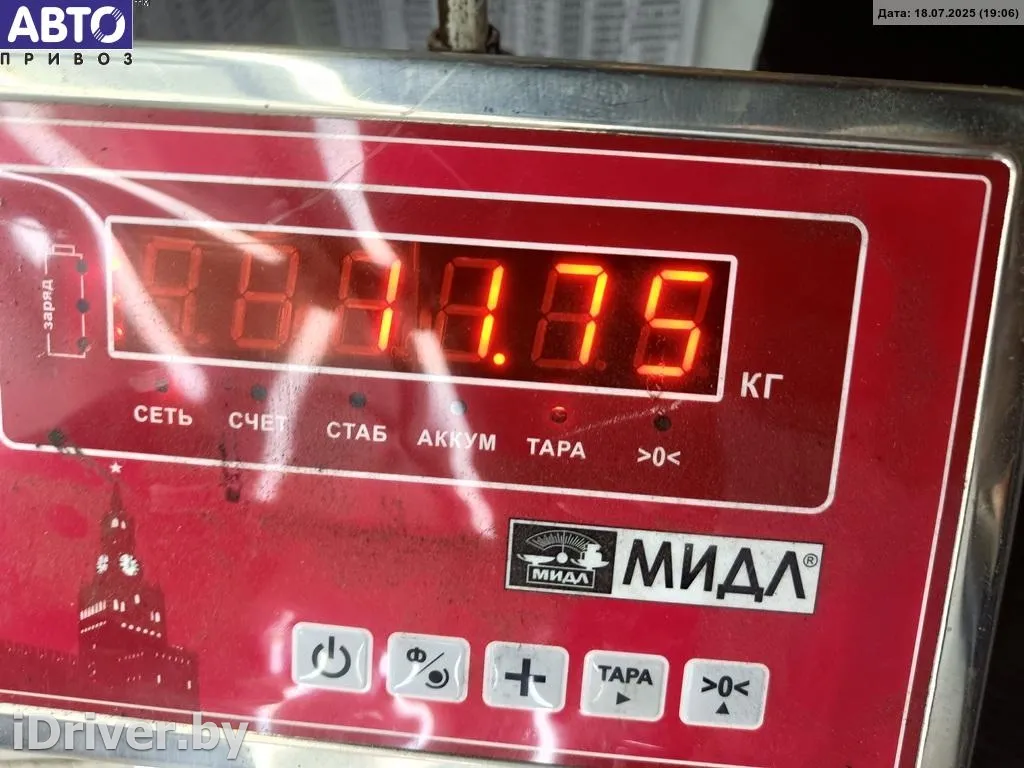 АВТО
ПРИВОЗ
Дата: 18.07.2025 (19:06)
заряд
11.75
КГ
СЕТЬ СЧЕТ СТАБ АККУМ ТАРА >0<
МИДЛ МИДЛ®
Ф ТАРА >0<
iDriver.by